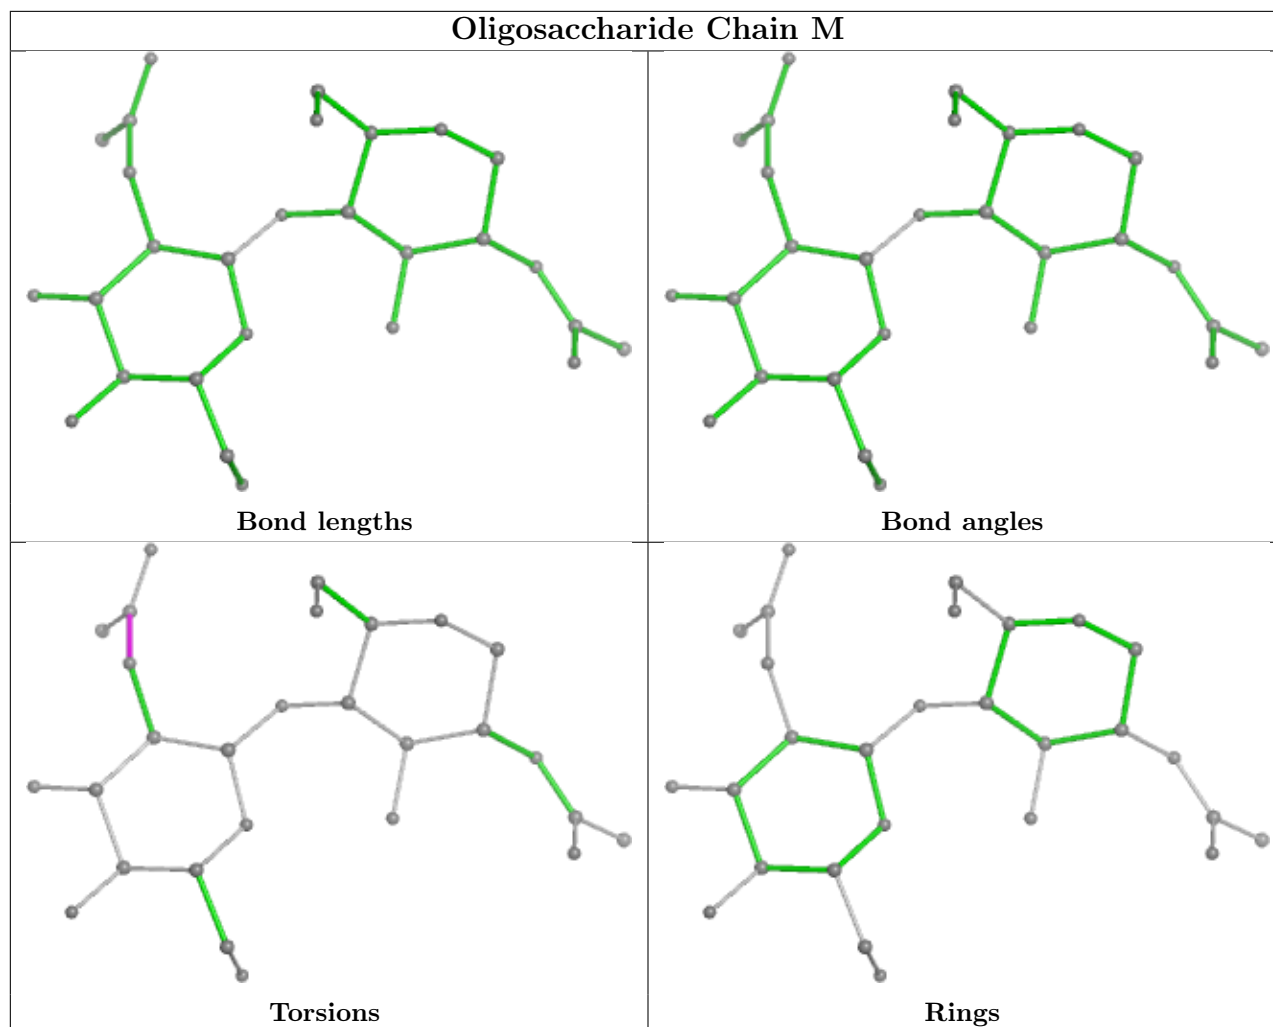 Oligosaccharide Chain M
Bond lengths
Bond angles
Torsions
Rings